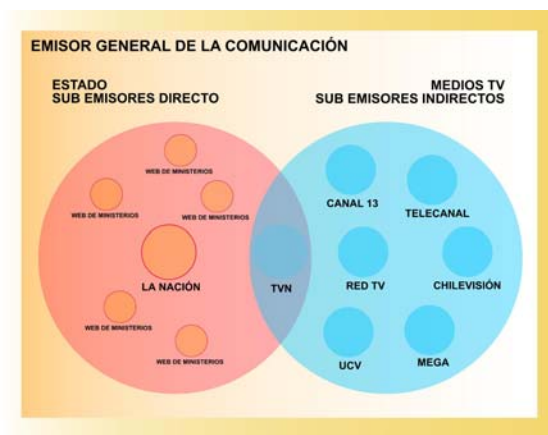 EMISOR GENERAL DE LA COMUNICACIÓN
ESTADO
SUB EMISORES DIRECTO
MEDIOS TV
SUB EMISORES INDIRECTOS
WEB DE MINISTERIOS
WEB DE MINISTERIOS
WEB DE MINISTERIOS
LA NACIÓN
WEB DE MINISTERIOS
WEB DE MINISTERIOS
TVN
CANAL 13
TELECANAL
RED TV
CHILEVISIÓN
UCV
MEGA